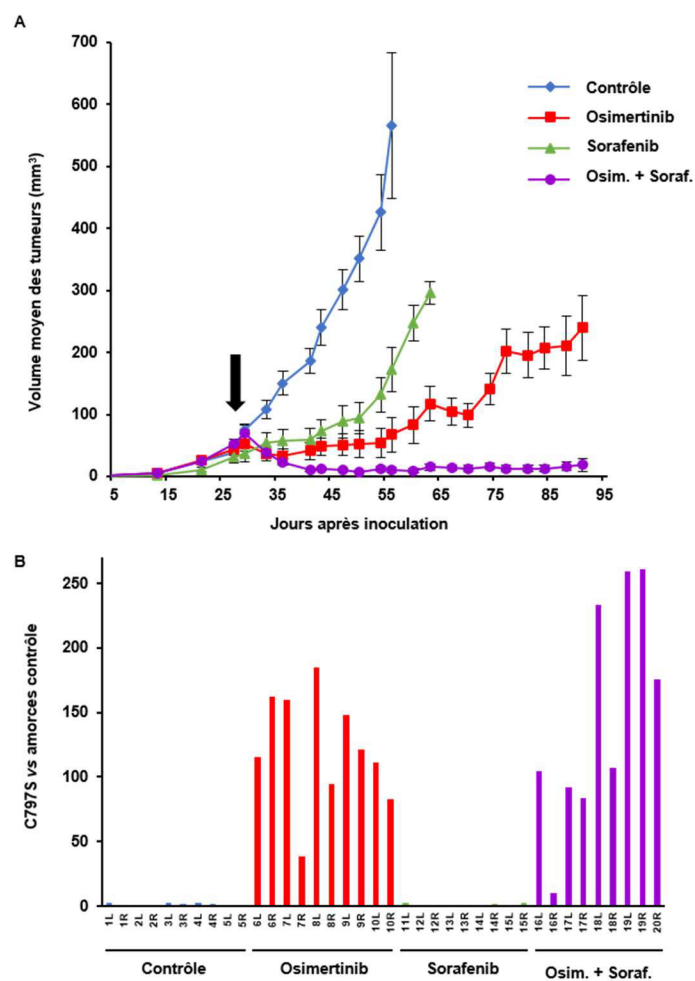 A
700
600
500
400
300
200
100
0
Volume moyen des tumeurs (mm³)
5 15 25 35 45 55 65 75 85 95
Jours après inoculation
Contrôle
Osimertinib
Sorafenib
Osim. + Soraf.
B
250
200
150
100
50
0
C797S vs amorces contrôle
1L 1R 2L 2R 3L 3R 4L 4R 5L 5R 6L 6R 7L 7R 8L 8R 9L 9R 10L 10R 11L 12L 12R 13L 13R 14L 14R 15L 15R 16L 16R 17L 17R 18L 18R 19L 19R 20R
Contrôle Osimertinib Sorafenib Osim. + Soraf.